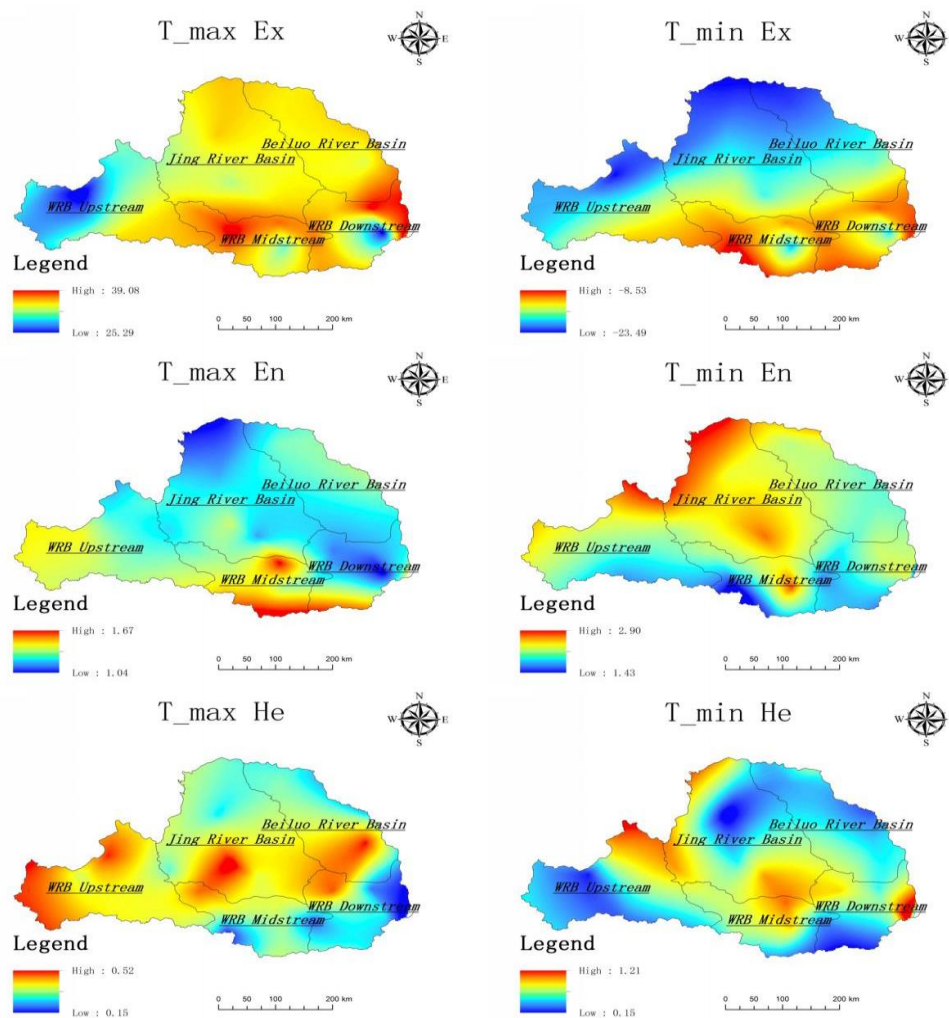 T_max Ex
N
W
E
S
Beiluo River Basin
Jing River Basin
WRB Upstream
WRB Downstream
WRB Midstream
Legend
High : 39.08
Low : 25.29
0 50 100 200 km
T_min Ex
N
W
E
S
Beiluo River Basin
Jing River Basin
WRB Upstream
WRB Downstream
WRB Midstream
Legend
High : -8.53
Low : -23.49
0 50 100 200 km
T_max En
N
W
E
S
Beiluo River Basin
Jing River Basin
WRB Upstream
WRB Downstream
WRB Midstream
Legend
High : 1.67
Low : 1.04
0 50 100 200 km
T_min En
N
W
E
S
Beiluo River Basin
Jing River Basin
WRB Upstream
WRB Downstream
WRB Midstream
Legend
High : 2.90
Low : 1.43
0 50 100 200 km
T_max He
N
W
E
S
Beiluo River Basin
Jing River Basin
WRB Upstream
WRB Downstream
WRB Midstream
Legend
High : 0.52
Low : 0.15
0 50 100 200 km
T_min He
N
W
E
S
Beiluo River Basin
Jing River Basin
WRB Upstream
WRB Downstream
WRB Midstream
Legend
High : 1.21
Low : 0.15
0 50 100 200 km